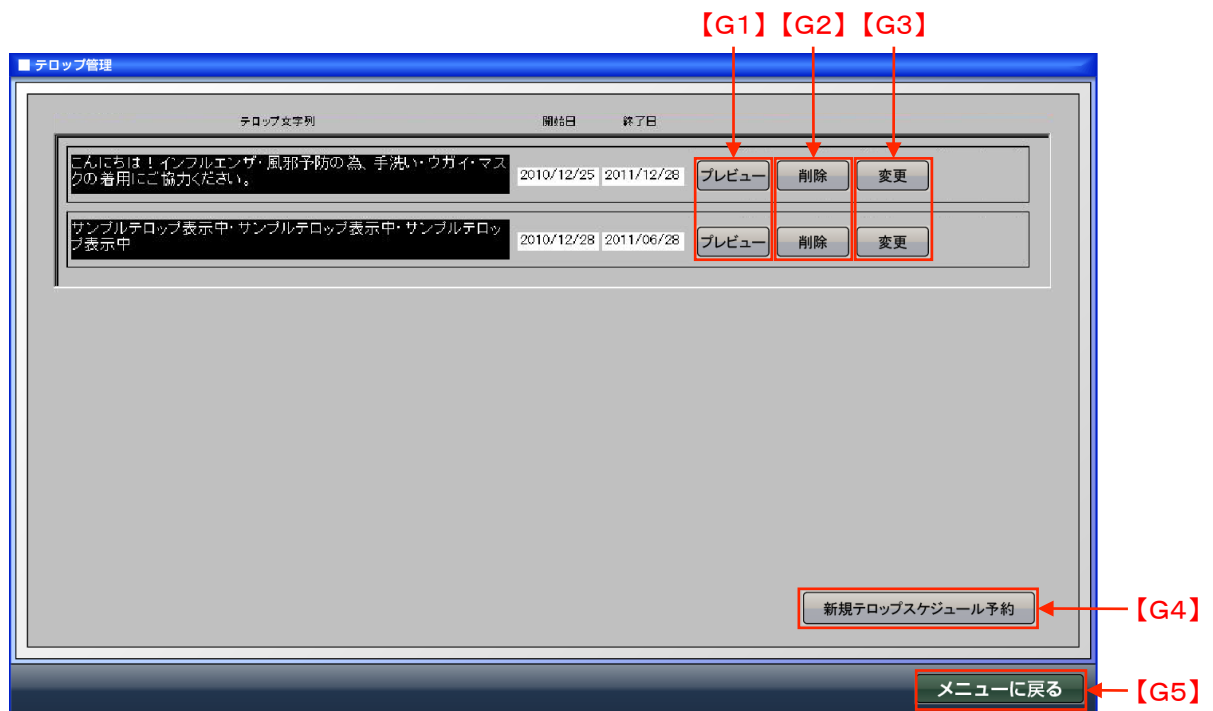 【G1】【G2】【G3】
■ テロップ管理
テロップ文字列 開始日 終了日
こんにちは！インフルエンザ・風邪予防の為、手洗い・ウガイ・マス
クの着用にご協力ください。
2010/12/25 2011/12/28 プレビュー 削除 変更
サンプルテロップ表示中・サンプルテロップ表示中・サンプルテロッ
プ表示中
2010/12/28 2011/06/28 プレビュー 削除 変更
新規テロップスケジュール予約 【G4】
メニューに戻る 【G5】